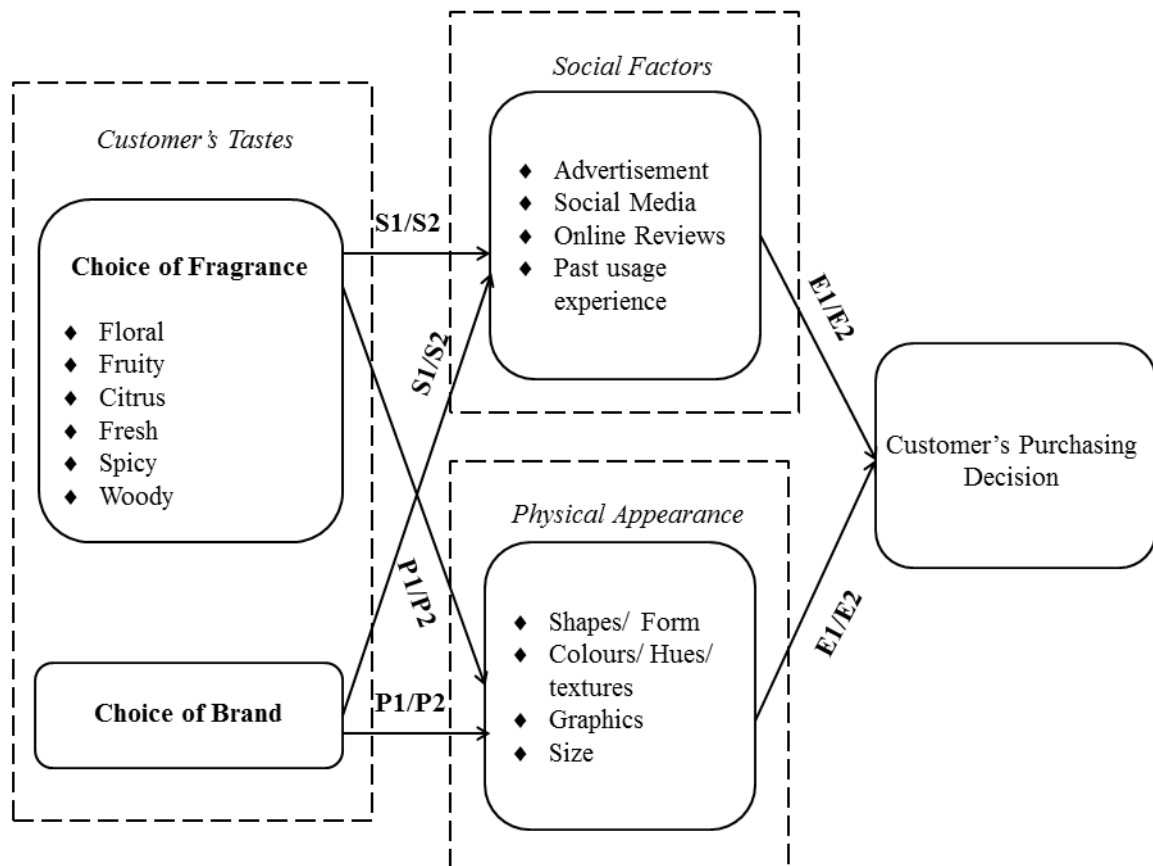 Customer's Tastes
Choice of Fragrance
♦ Floral
♦ Fruity
♦ Citrus
♦ Fresh
♦ Spicy
♦ Woody
Choice of Brand
S1/S2
S1/S2
P1/P2
P1/P2
Social Factors
♦ Advertisement
♦ Social Media
♦ Online Reviews
♦ Past usage
experience
Physical Appearance
♦ Shapes/ Form
♦ Colours/ Hues/
textures
♦ Graphics
♦ Size
E1/E2
E1/E2
Customer's Purchasing
Decision